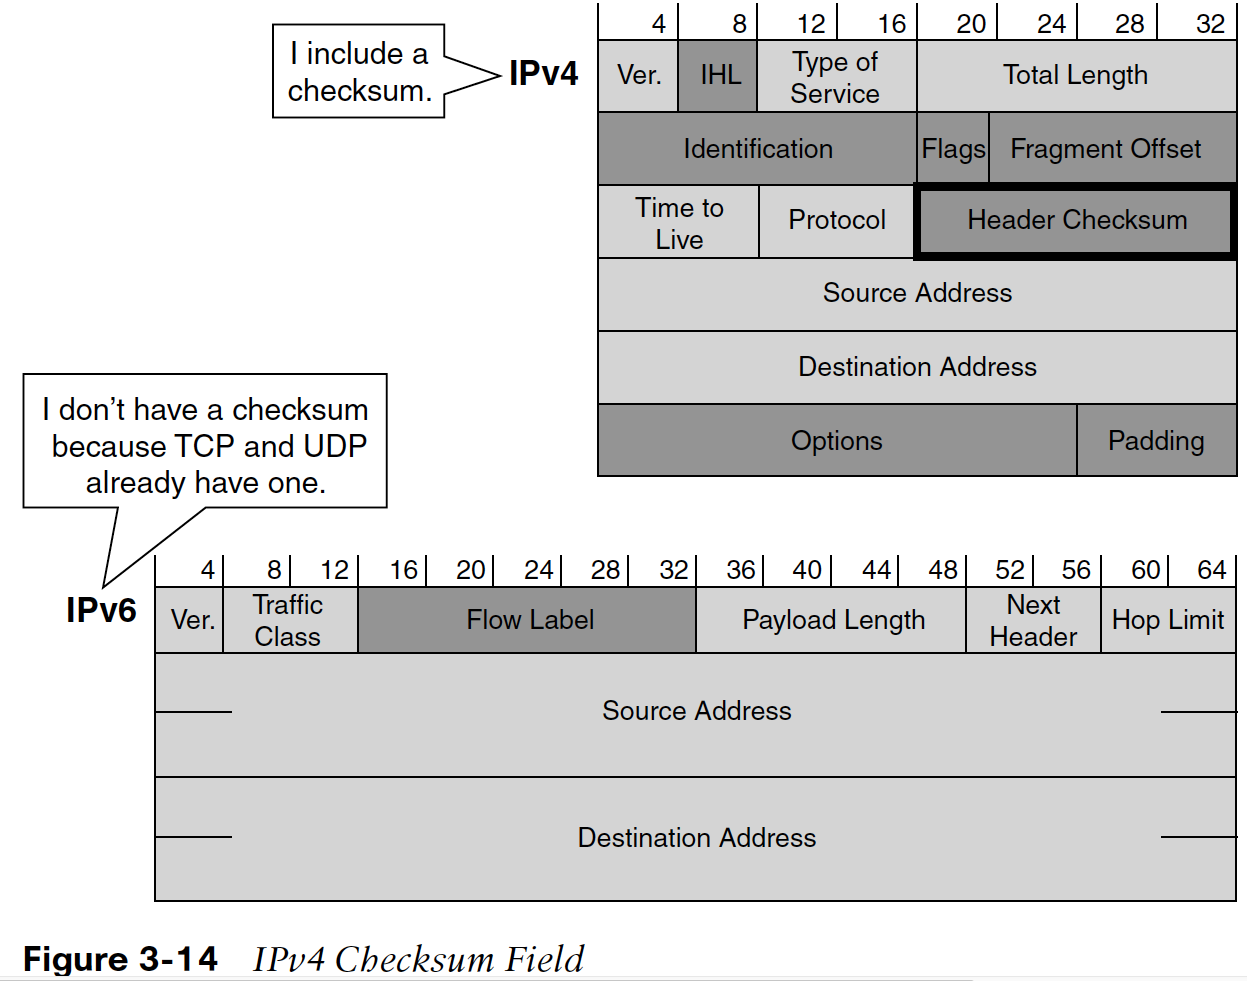 4 8 12 16 20 24 28 32
I include a
checksum.
IPv4
Ver. IHL Type of
Service Total Length
Identification Flags Fragment Offset
Time to
Live Protocol Header Checksum
Source Address
Destination Address
Options Padding
I don't have a checksum
because TCP and UDP
already have one.
4 8 12 16 20 24 28 32 36 40 44 48 52 56 60 64
IPv6
Ver. Traffic
Class Flow Label Payload Length Next
Header Hop Limit
Source Address
Destination Address
Figure 3-14 IPv4 Checksum Field